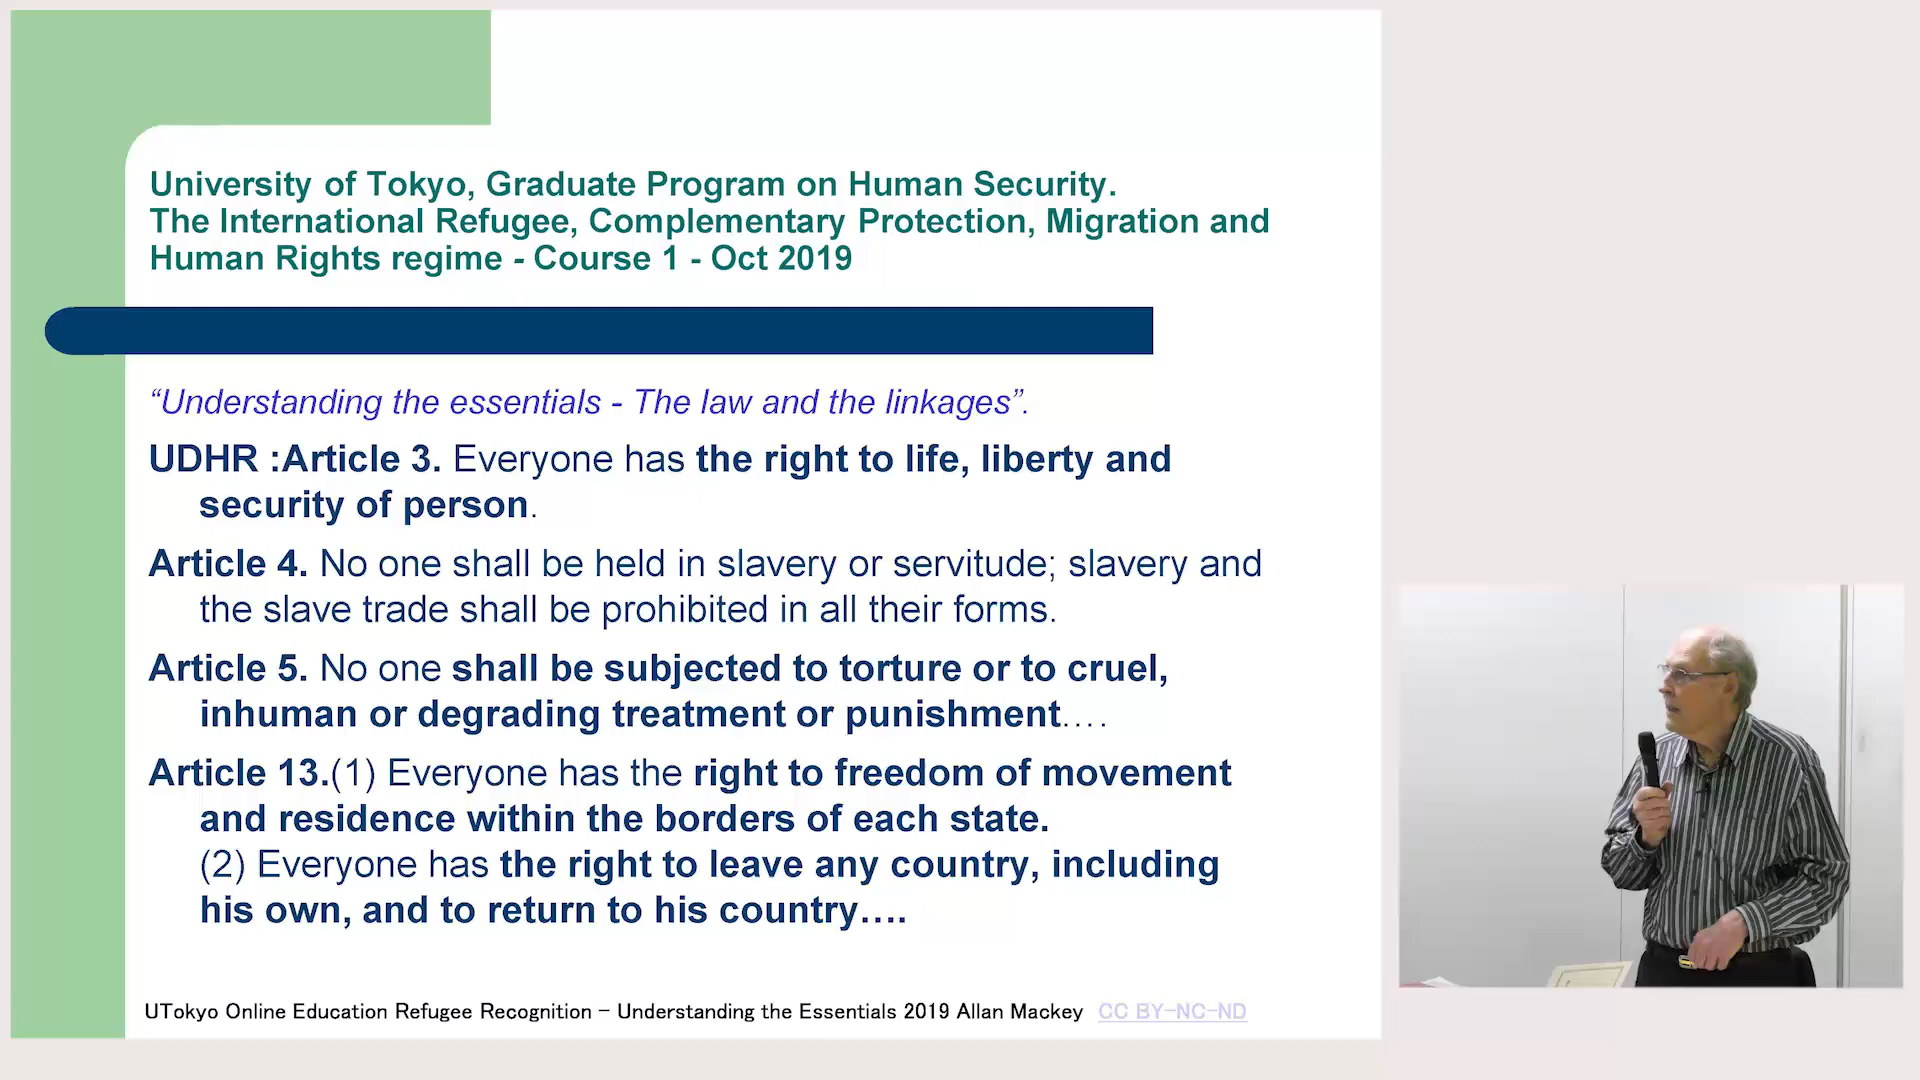 University of Tokyo, Graduate Program on Human Security.
The International Refugee, Complementary Protection, Migration and
Human Rights regime - Course 1 - Oct 2019
“Understanding the essentials - The law and the linkages”.
UDHR :Article 3. Everyone has the right to life, liberty and
security of person.
Article 4. No one shall be held in slavery or servitude; slavery and
the slave trade shall be prohibited in all their forms.
Article 5. No one shall be subjected to torture or to cruel,
inhuman or degrading treatment or punishment….
Article 13.(1) Everyone has the right to freedom of movement
and residence within the borders of each state.
(2) Everyone has the right to leave any country, including
his own, and to return to his country….
UTokyo Online Education Refugee Recognition – Understanding the Essentials 2019 Allan Mackey CC BY-NC-ND